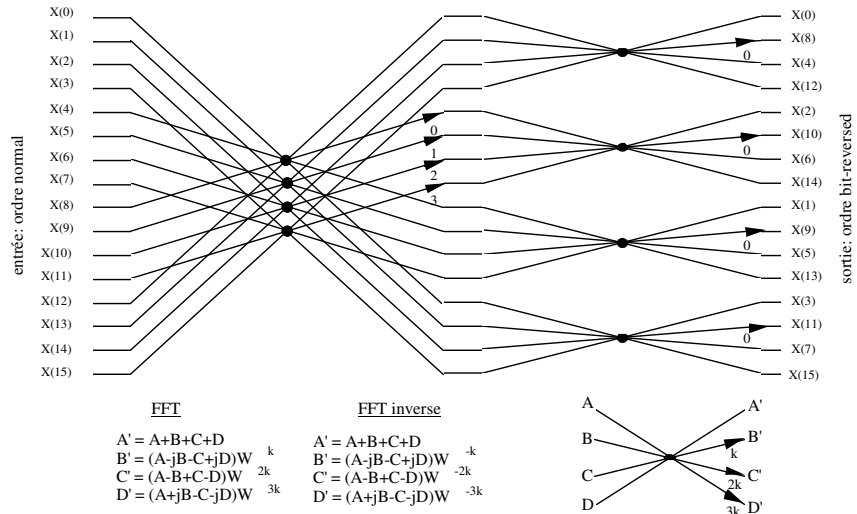 X(0)
X(1)
X(2)
X(3)
X(4)
X(5)
X(6)
X(7)
X(8)
X(9)
X(10)
X(11)
X(12)
X(13)
X(14)
X(15)
entrée: ordre normal
0
1
2
3
0
0
0
0
X(0)
X(8)
X(4)
X(12)
X(2)
X(10)
X(6)
X(14)
X(1)
X(9)
X(5)
X(13)
X(3)
X(11)
X(7)
X(15)
sortie: ordre bit-reversed
FFT
A' = A+B+C+D
B' = (A-jB-C+jD)W k
C' = (A-B+C-D)W 2k
D' = (A+jB-C-jD)W 3k
FFT inverse
A' = A+B+C+D
B' = (A-jB-C+jD)W -k
C' = (A-B+C-D)W -2k
D' = (A+jB-C-jD)W -3k
A
B
C
D
A'
B'
C'
D'
k
2k
3k